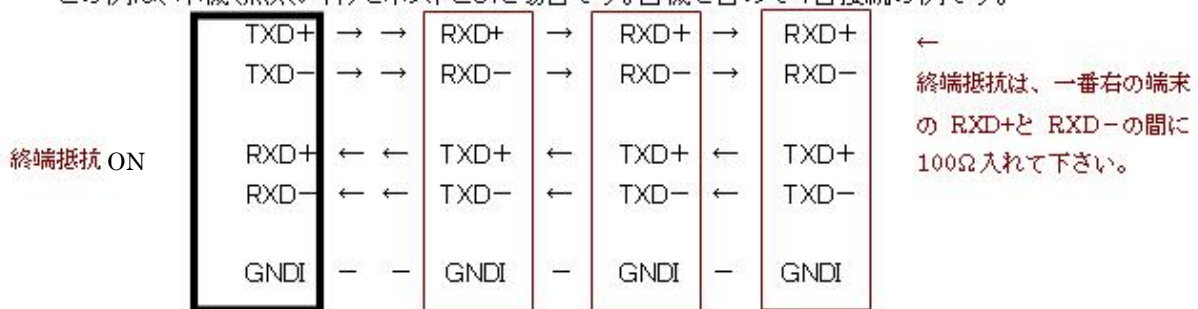 TXD+ → → RXD+ → RXD+ → RXD+ ←
TXD− → → RXD− → RXD− → RXD− 終端抵抗は、一番右の端末
の RXD+と RXD−の間に
終端抵抗 ON RXD+ ← ← TXD+ ← TXD+ ← TXD+ 100Ω入れて下さい。
RXD− ← ← TXD− ← TXD− ← TXD−
GNDI − − GNDI − GNDI − GNDI